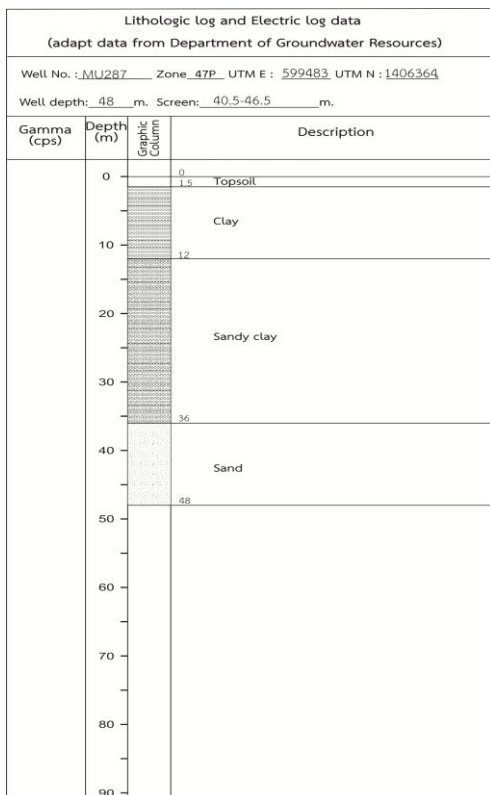 Lithologic log and Electric log data
(adapt data from Department of Groundwater Resources)
Well No. : MU287 Zone 47P UTM E : 599483 UTM N : 1406364
Well depth: 48 m. Screen: 40.5-46.5 m.
Gamma (cps)
Depth (m)
Graphic Column
Description
0
0
1.5
Topsoil
Clay
10
12
20
Sandy clay
30
36
40
Sand
48
50
60
70
80
90